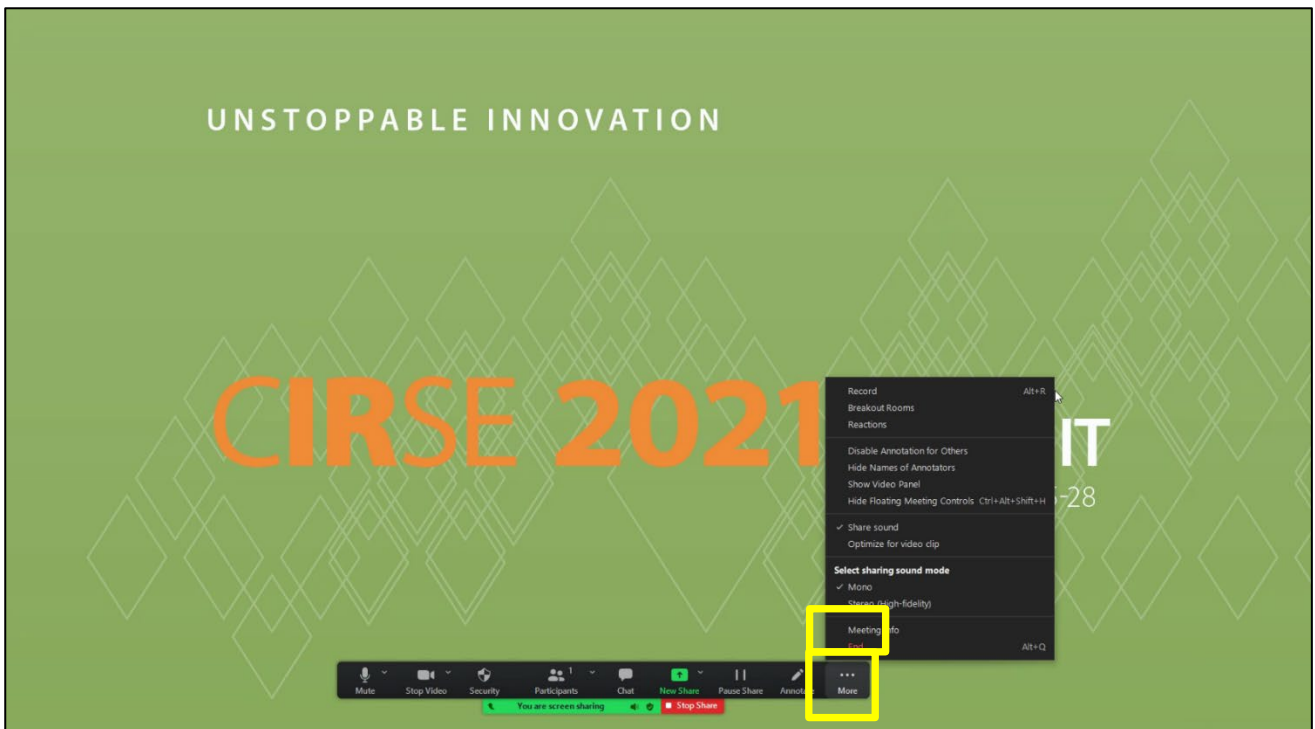 UNSTOPPABLE INNOVATION
CIRSE 2021 IT
-28
Record Alt+R
Breakout Rooms
Reactions
Disable Annotation for Others
Hide Names of Annotators
Show Video Panel
Hide Floating Meeting Controls Ctrl+Alt+Shift+H
✓ Share sound
Optimize for video clip
Select sharing sound mode
✓ Mono
Stereo (High-fidelity)
Meeting Info
End Alt+Q
1
Mute Stop Video Security Participants Chat New Share Pause Share Annotate More
You are screen sharing Stop Share